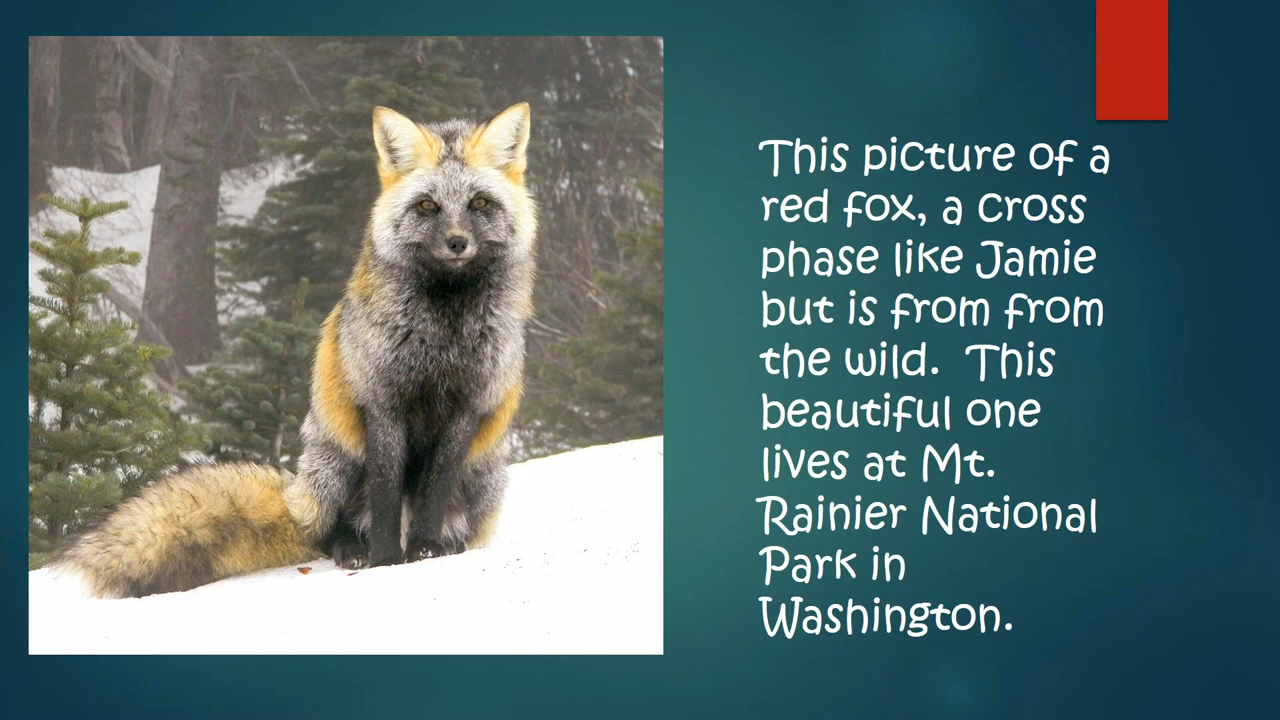 This picture of a
red fox, a cross
phase like Jamie
but is from from
the wild.  This
beautiful one
lives at Mt.
Rainier National
Park in
Washington.